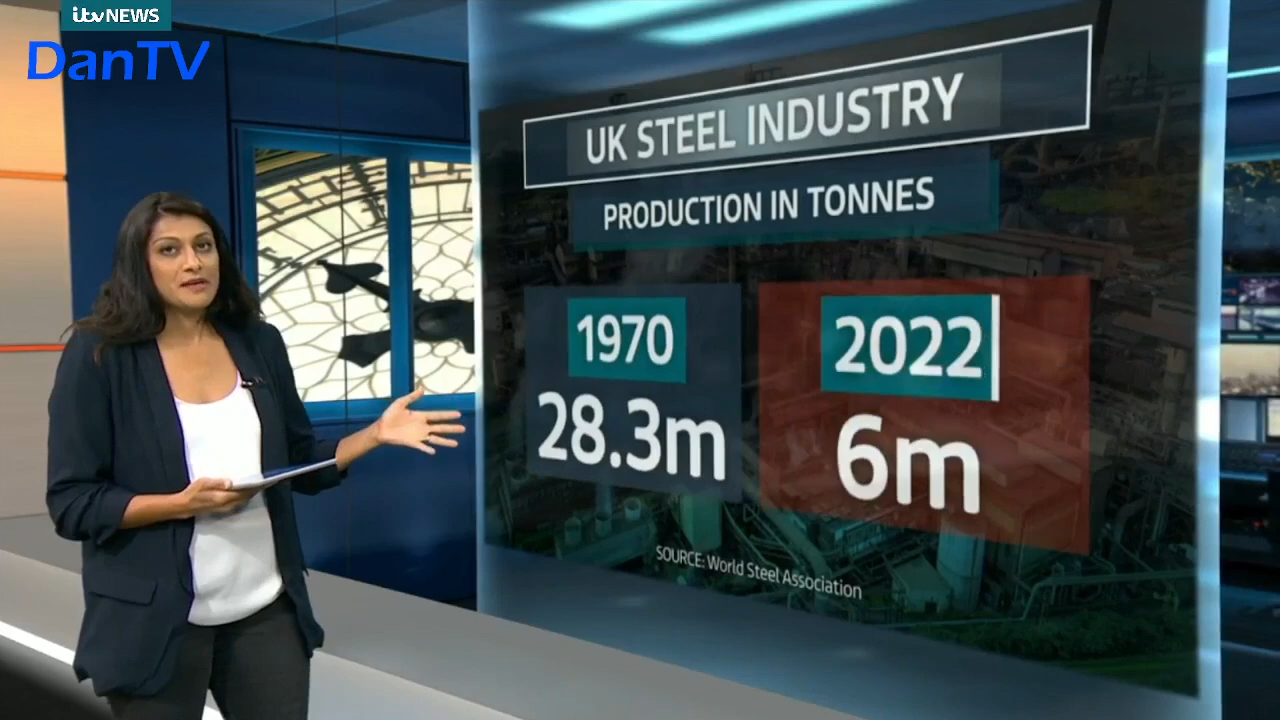 itv NEWS
DanTV
UK STEEL INDUSTRY
PRODUCTION IN TONNES
1970
28.3m
2022
6m
SOURCE: World Steel Association